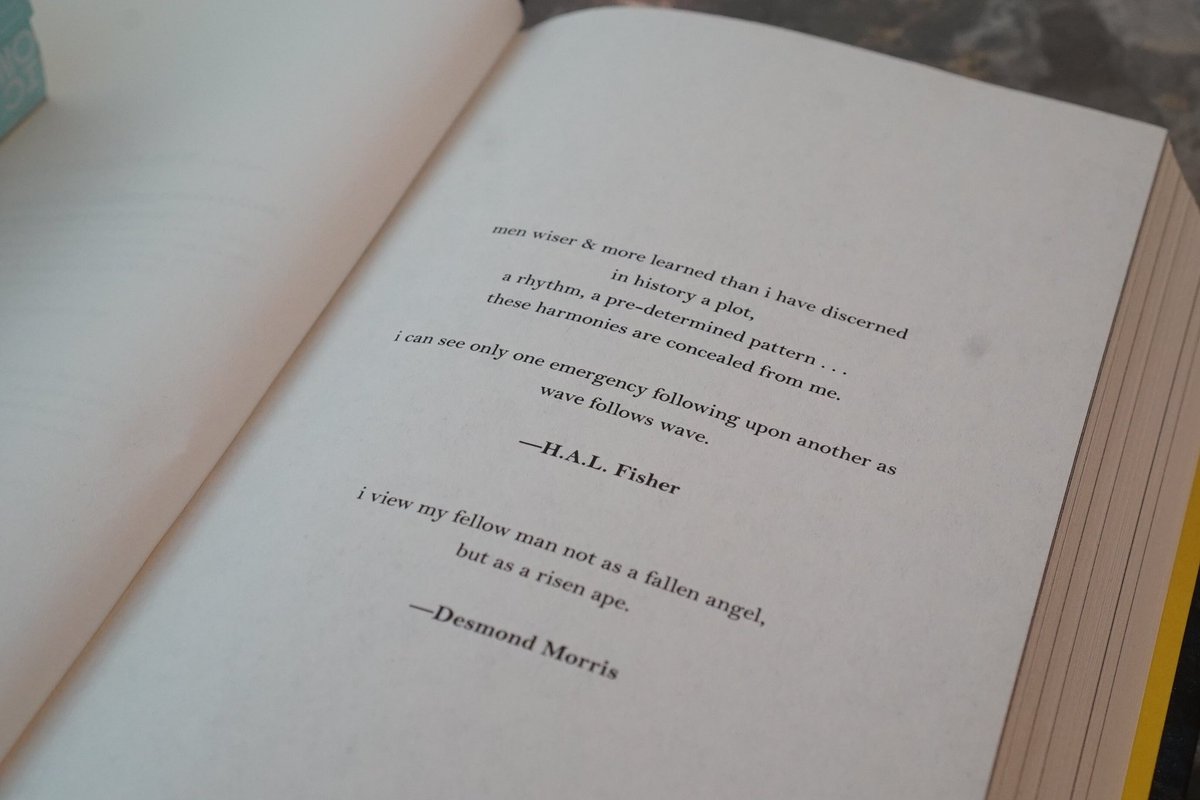 men wiser & more learned than i have discerned
in history a plot,
a rhythm, a pre-determined pattern . . .
these harmonies are concealed from me.
i can see only one emergency following upon another as
wave follows wave.
—H.A.L. Fisher
i view my fellow man not as a fallen angel,
but as a risen ape.
—Desmond Morris